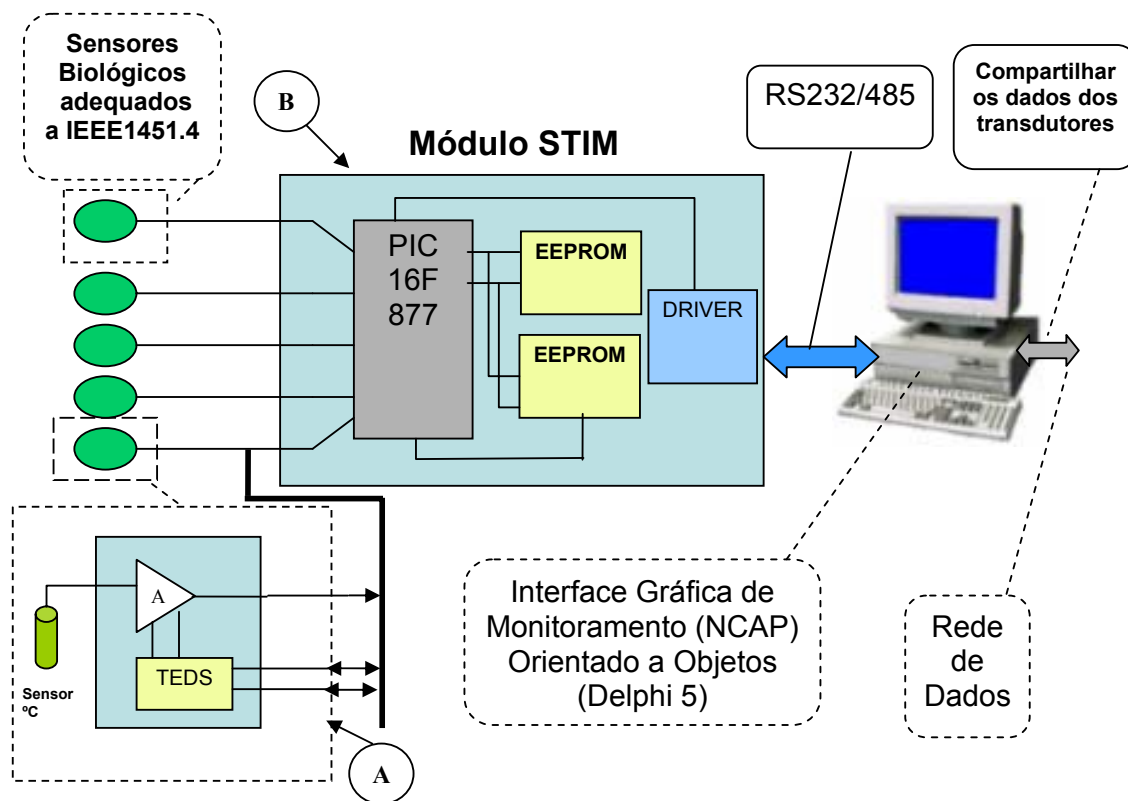 Sensores
Biológicos
adequados
a IEEE1451.4
B
Módulo STIM
RS232/485
Compartilhar
os dados dos
transdutores
PIC
16F
877
EEPROM
EEPROM
DRIVER
A
TEDS
Sensor
ºC
A
Interface Gráfica de
Monitoramento (NCAP)
Orientado a Objetos
(Delphi 5)
Rede
de
Dados